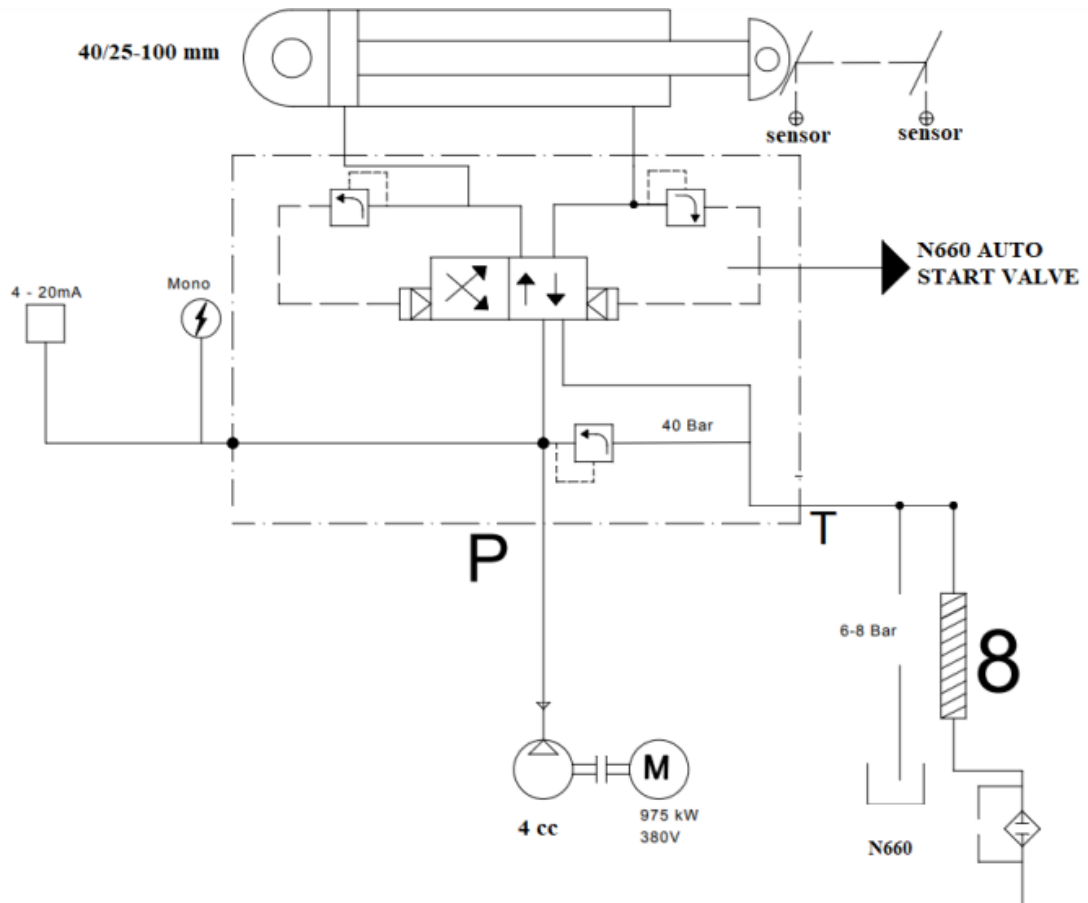 40/25-100 mm
sensor
sensor
N660 AUTO
START VALVE
4 - 20mA
Mono
40 Bar
P
T
6-8 Bar
8
M
975 kW
380V
4 cc
N660